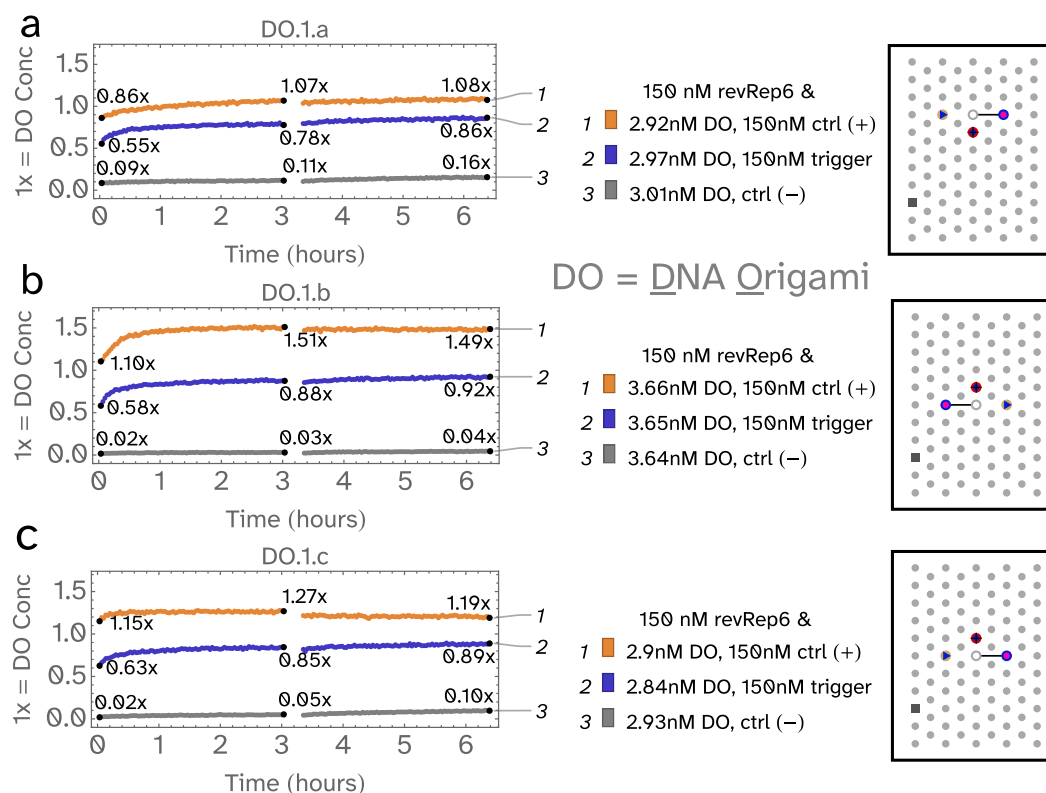 a
DO.1.a
1x = DO Conc
1.5
1.0
0.5
0.0
0.86x
1.07x
1.08x
0.55x
0.78x
0.86x
0.09x
0.11x
0.16x
1
2
3
0 1 2 3 4 5 6
Time (hours)
150 nM revRep6 &
1 2.92nM DO, 150nM ctrl (+)
2 2.97nM DO, 150nM trigger
3 3.01nM DO, ctrl (−)
DO = DNA Origami
b
DO.1.b
1x = DO Conc
1.5
1.0
0.5
0.0
1.10x
1.51x
1.49x
0.58x
0.88x
0.92x
0.02x
0.03x
0.04x
1
2
3
0 1 2 3 4 5 6
Time (hours)
150 nM revRep6 &
1 3.66nM DO, 150nM ctrl (+)
2 3.65nM DO, 150nM trigger
3 3.64nM DO, ctrl (−)
c
DO.1.c
1x = DO Conc
1.5
1.0
0.5
0.0
1.15x
1.27x
1.19x
0.63x
0.85x
0.89x
0.02x
0.05x
0.10x
1
2
3
0 1 2 3 4 5 6
Time (hours)
150 nM revRep6 &
1 2.9nM DO, 150nM ctrl (+)
2 2.84nM DO, 150nM trigger
3 2.93nM DO, ctrl (−)